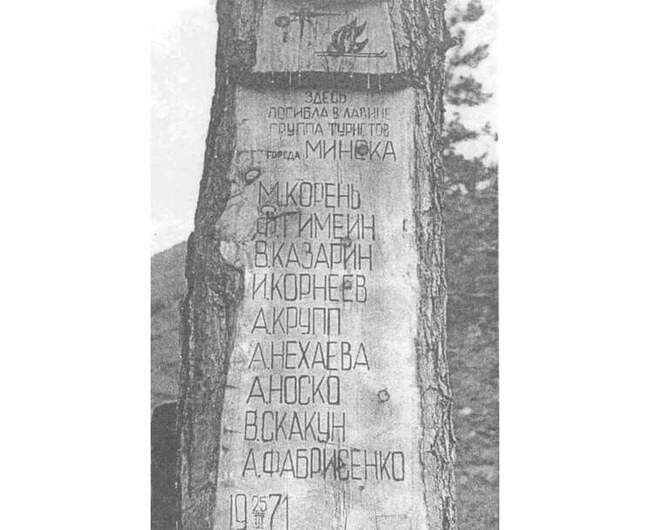 ЗДЕСЬ
ПОГИБЛА В ЛАВИНЕ
ГРУППА ТУРИСТОВ
ГОРОДА МИНСКА
М.КОРЕНЬ
Ф.ГИМЕИН
В.КАЗАРИН
И.КОРНЕЕВ
А.КРУПП
А.НЕХАЕВА
А.НОСКО
В.СКАКУН
А.ФАБРИСЕНКО
19 25/III 71